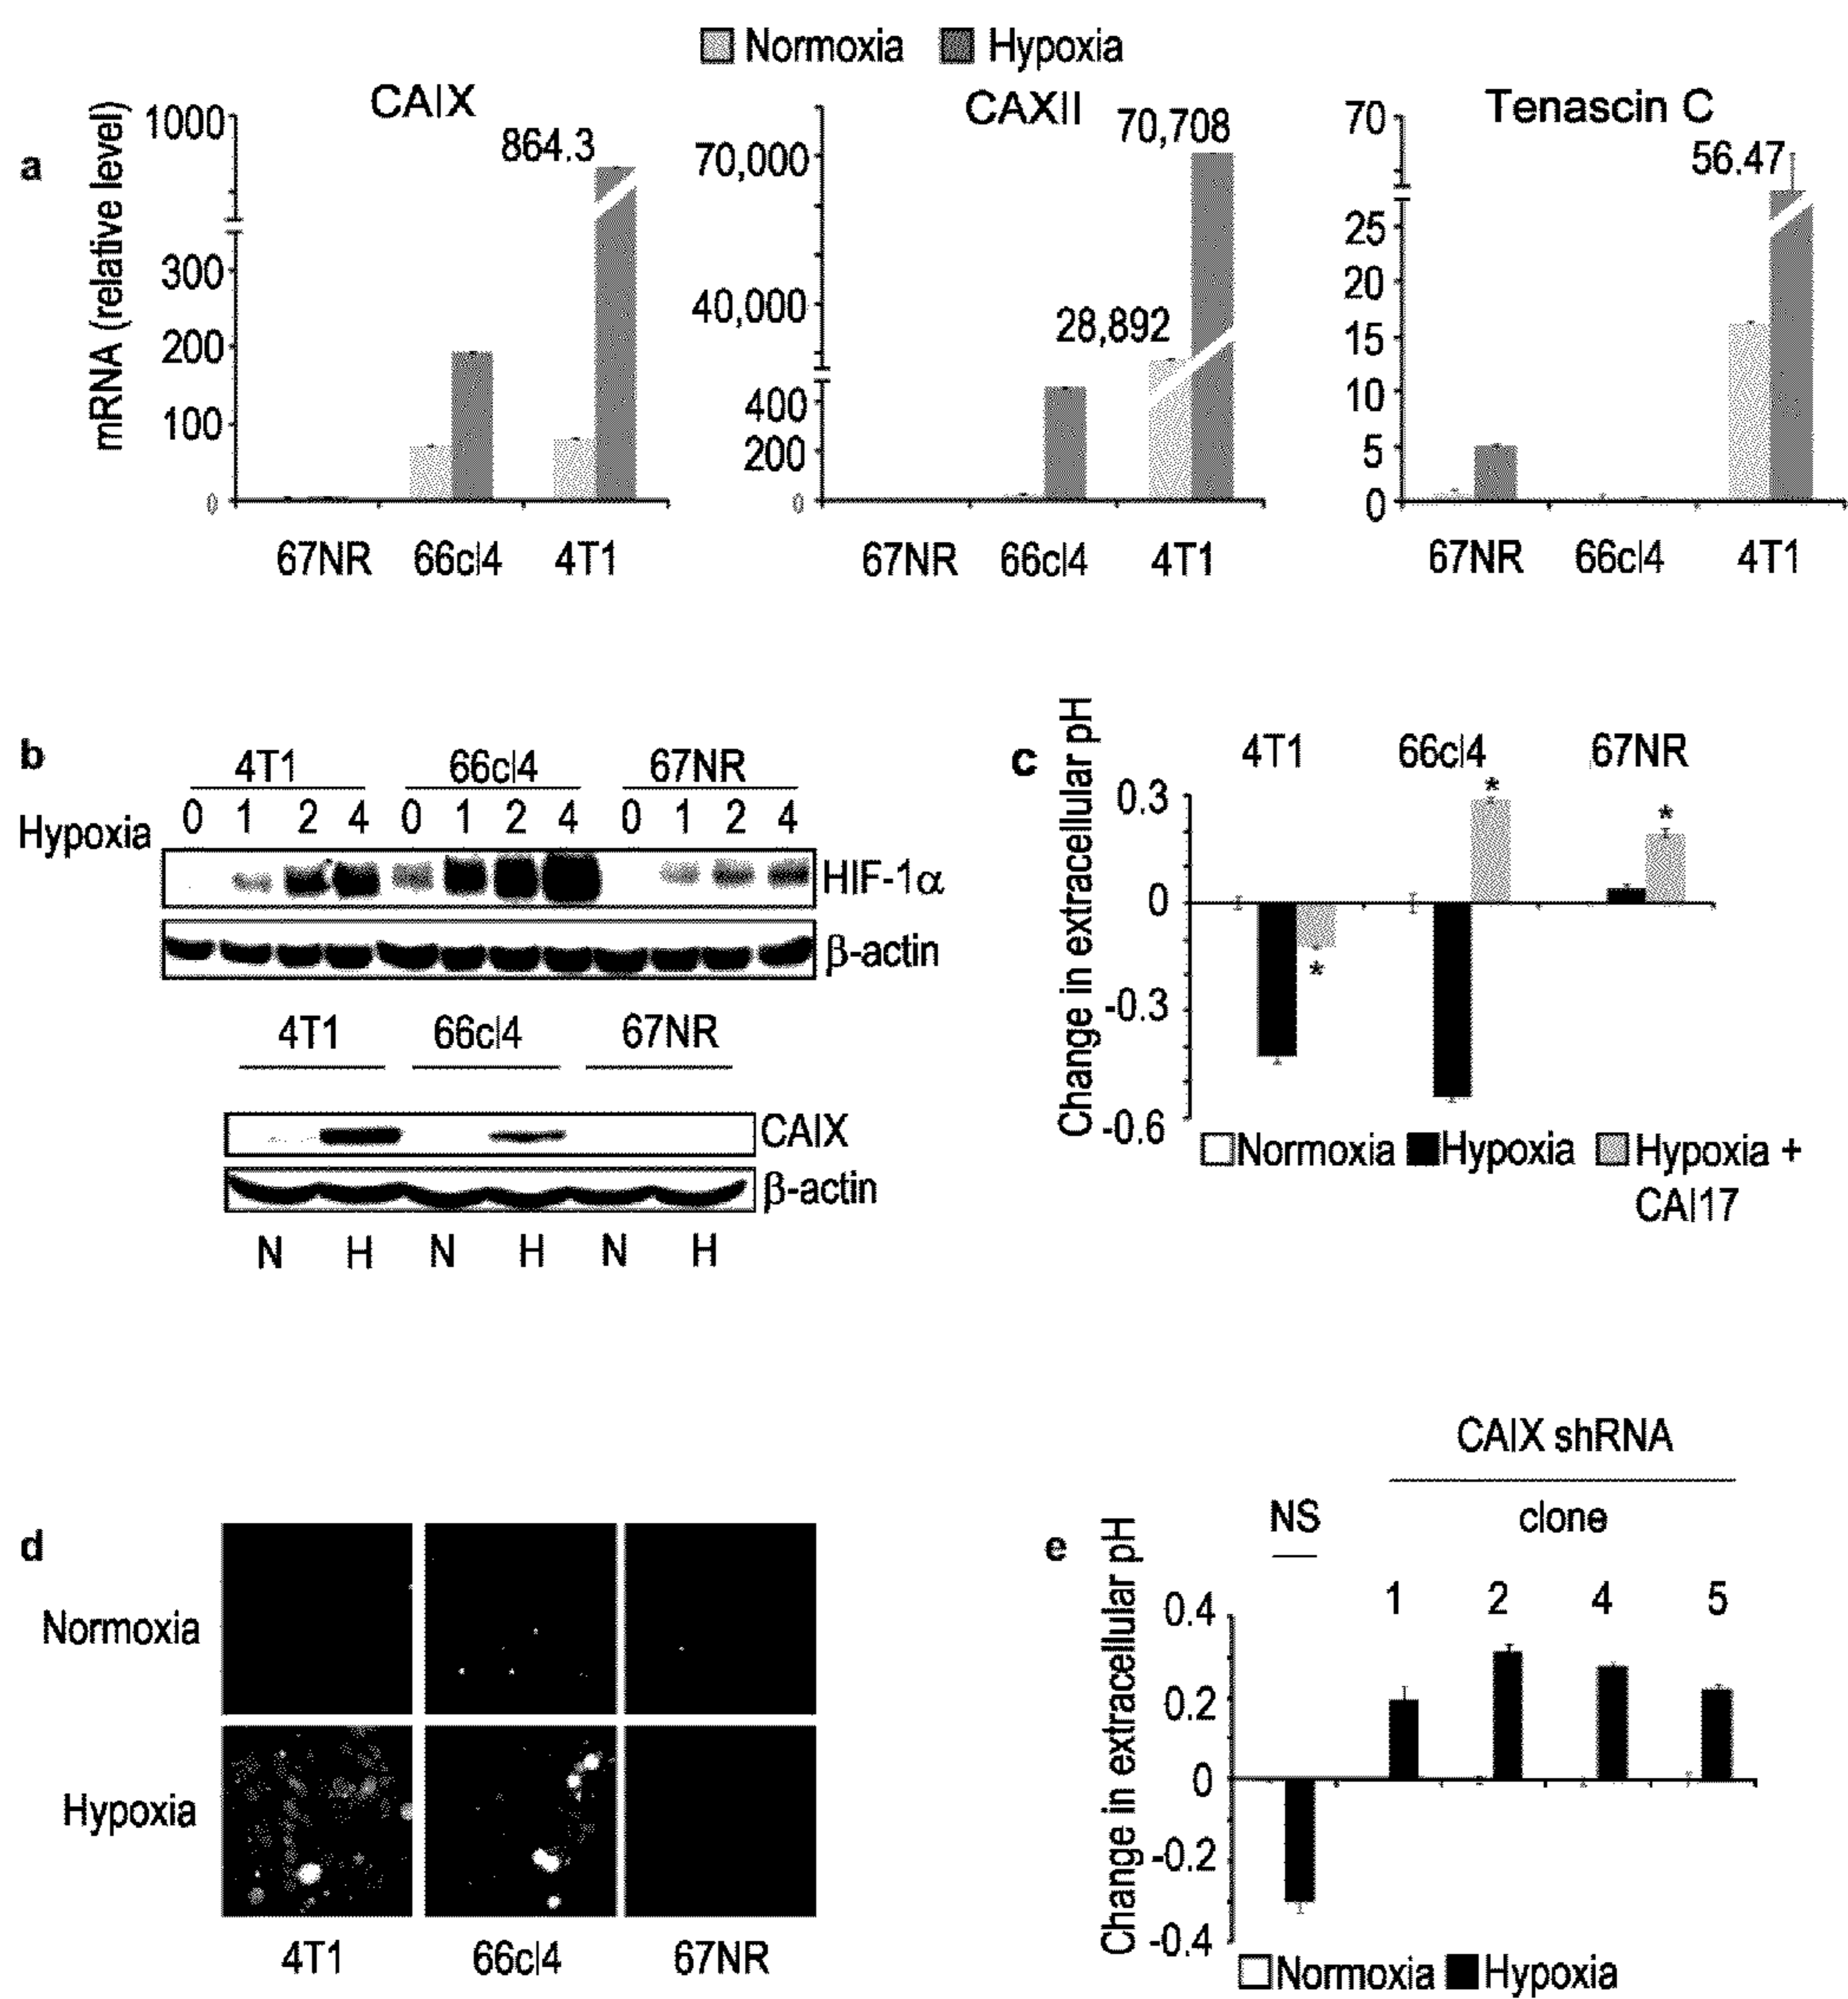 Normoxia Hypoxia
a
CAIX
mRNA (relative level)
1000
300
200
100
0
864.3
67NR 66cl4 4T1
CAXII
70,000
40,000
400
200
0
28,892
70,708
67NR 66cl4 4T1
Tenascin C
70
25
20
15
10
5
0
56.47
67NR 66cl4 4T1
b
4T1 66cl4 67NR
Hypoxia 0 1 2 4 0 1 2 4 0 1 2 4
HIF-1α
β-actin
4T1 66cl4 67NR
CAIX
β-actin
N H N H N H
c
Change in extracellular pH
4T1 66cl4 67NR
0.3
0
-0.3
-0.6
*
*
*
Normoxia Hypoxia Hypoxia +
CAI17
d
Normoxia
Hypoxia
4T1 66cl4 67NR
e
CAIX shRNA
NS clone
1 2 4 5
Change in extracellular pH
0.4
0.2
0
-0.2
-0.4
Normoxia Hypoxia